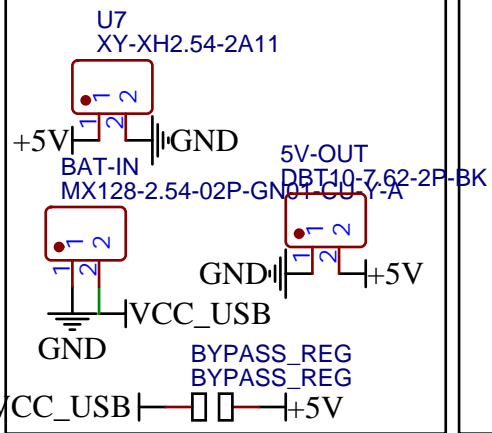 U7
XY-XH2.54-2A11
1 2
1 2
+5V
GND
BAT-IN
MX128-2.54-02P-GN01-CU-Y-A
1 2
1 2
GND
VCC_USB
5V-OUT
DBT10-7.62-2P-BK
1 2
1 2
GND
+5V
BYPASS_REG
BYPASS_REG
VCC_USB
+5V